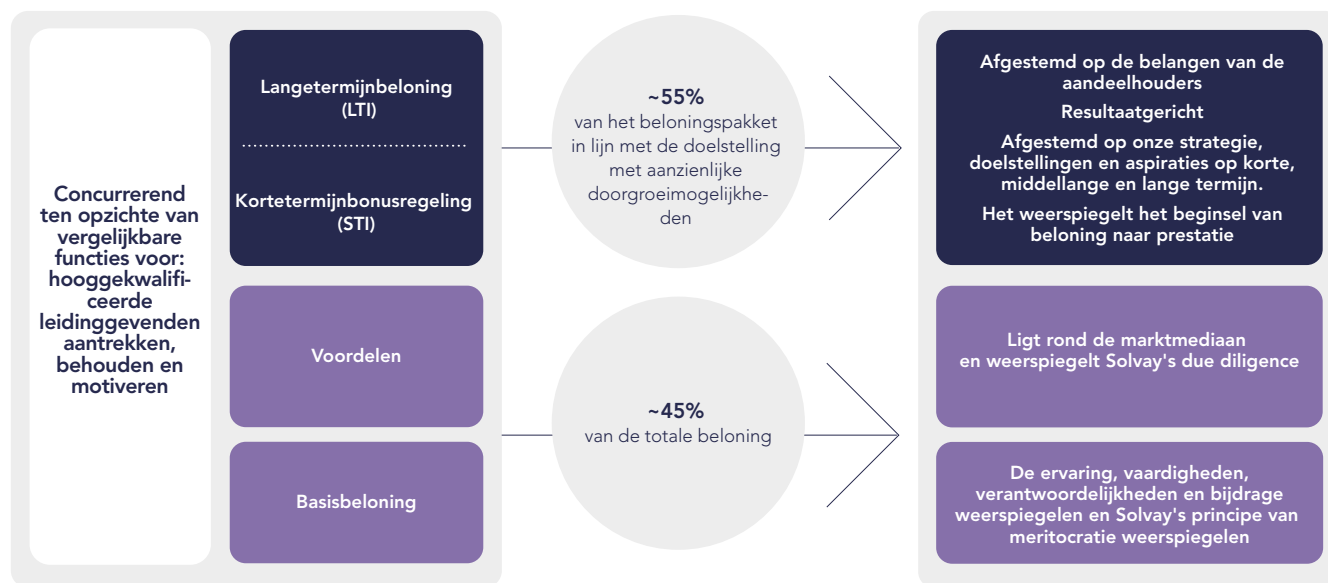 Concurrerend
ten opzichte van
vergelijkbare
functies voor:
hooggekwalifi-
ceerde
leidinggevenden
aantrekken,
behouden en
motiveren
Langetermijnbeloning
(LTI)
Kortetermijnbonusregeling
(STI)
Voordelen
Basisbeloning
~55%
van het beloningspakket
in lijn met de doelstelling
met aanzienlijke
doorgroeimogelijkhe-
den
~45%
van de totale beloning
Afgestemd op de belangen van de
aandeelhouders
Resultaatgericht
Afgestemd op onze strategie,
doelstellingen en aspiraties op korte,
middellange en lange termijn.
Het weerspiegelt het beginsel van
beloning naar prestatie
Ligt rond de marktmediaan
en weerspiegelt Solvay's due diligence
De ervaring, vaardigheden,
verantwoordelijkheden en bijdrage
weerspiegelen en Solvay's principe van
meritocratie weerspiegelen